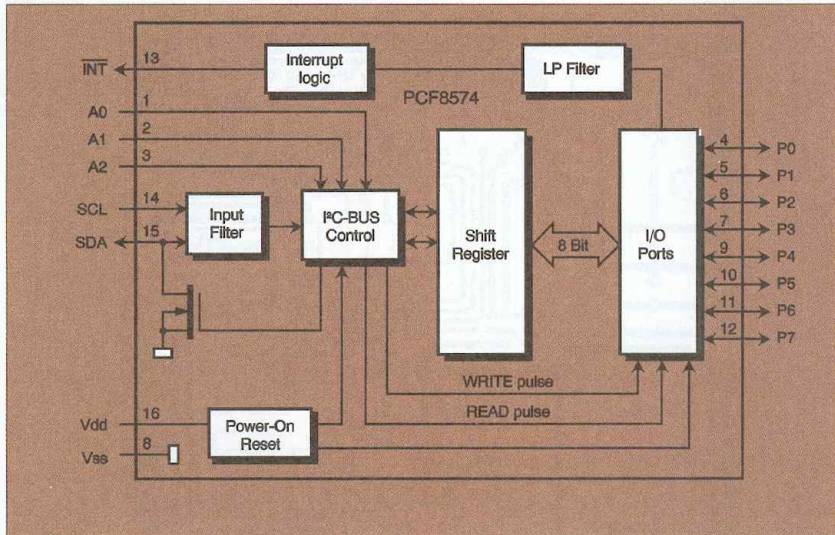 INT
13
Interrupt
logic
LP Filter
PCF8574
A0
1
A1
2
A2
3
SCL
14
SDA
15
Input
Filter
I²C-BUS
Control
Shift
Register
8 Bit
I/O
Ports
4
P0
5
P1
6
P2
7
P3
9
P4
10
P5
11
P6
12
P7
WRITE pulse
READ pulse
Vdd
16
Power-On
Reset
Vss
8